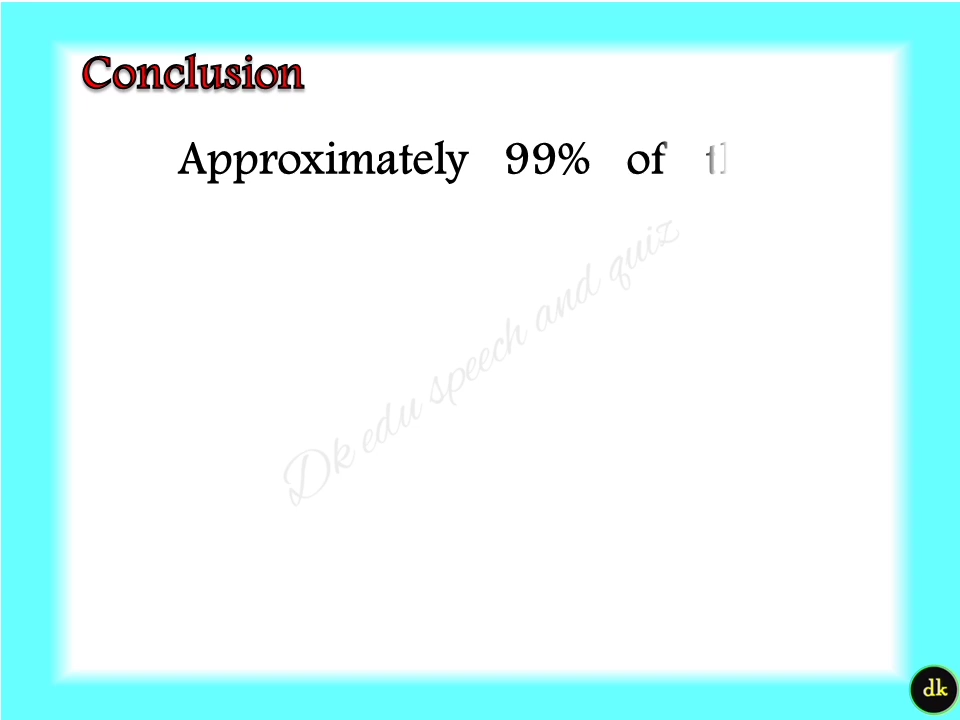 Conclusion
Approximately 99% of
Dk edu speech and quiz
dk